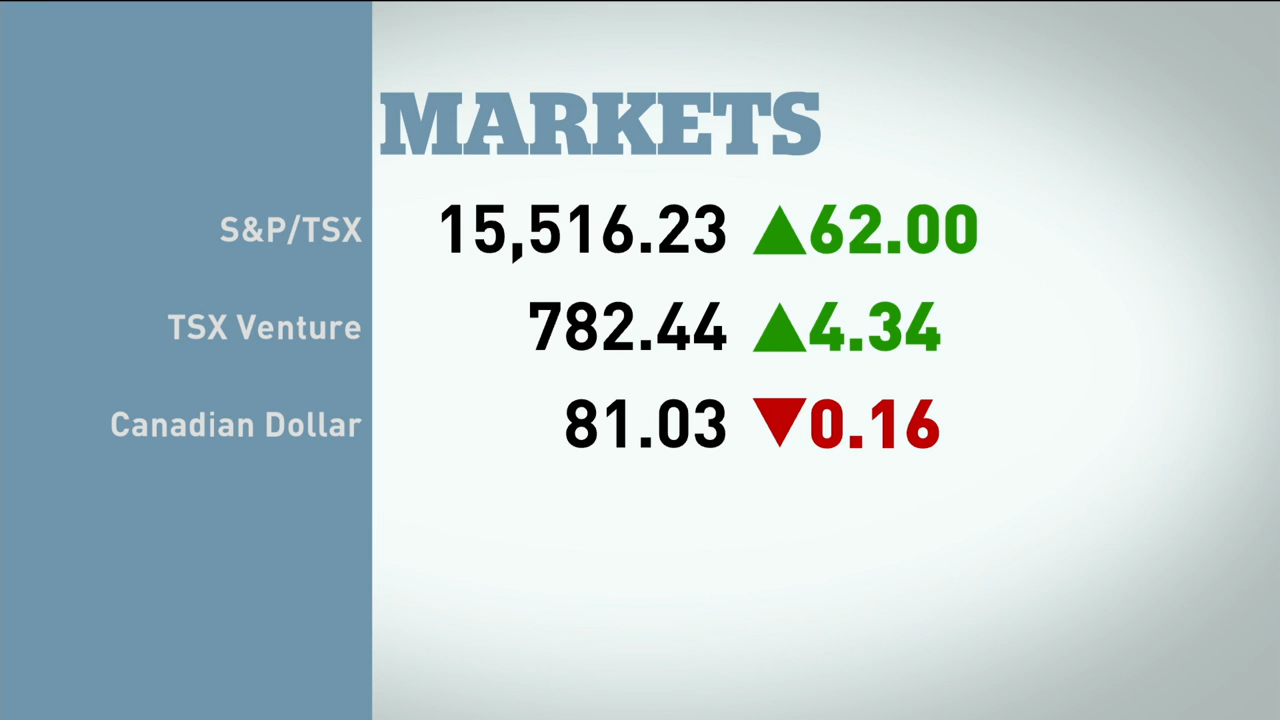 MARKETS
S&P/TSX 15,516.23 ▲62.00
TSX Venture 782.44 ▲4.34
Canadian Dollar 81.03 ▼0.16